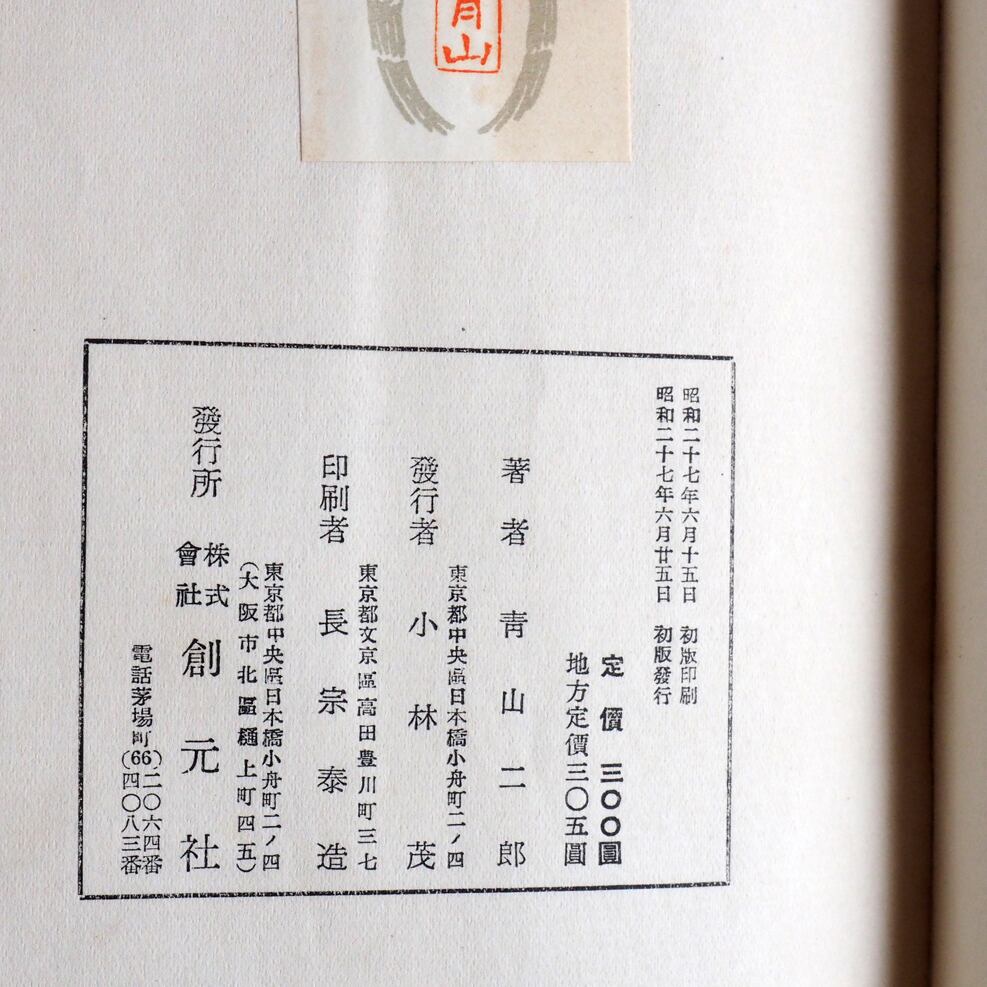 青山
昭和二十七年六月十五日 初版印刷
昭和二十七年六月廿五日 初版發行
定價 三〇〇圓
地方定價三〇五圓
著者 靑山二郎
東京都中央區日本橋小舟町二ノ四
發行者 小林茂
東京都文京區高田豊川町三七
印刷者 長宗泰造
東京都中央區日本橋小舟町二ノ四
(大阪市北區樋上町四五)
發行所 株式會社 創元社
電話茅場町(66)二〇六四番
四〇八三番